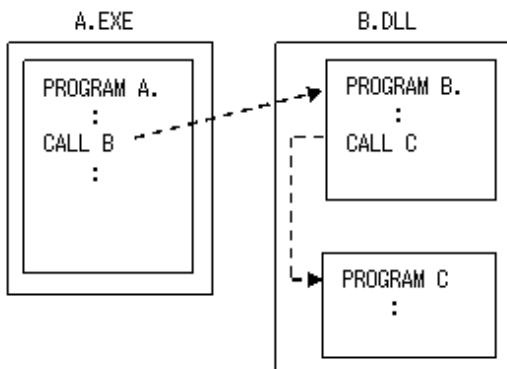 A.EXE
PROGRAM A.
:
CALL B
:
B.DLL
PROGRAM B.
:
CALL C
PROGRAM C
: